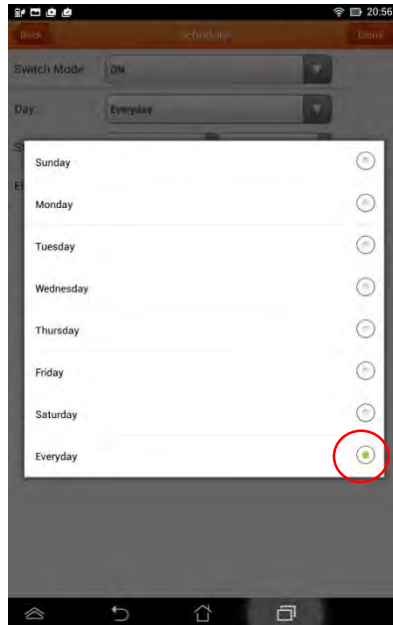 20:56
Back Schedule Done
Switch Mode: ON
Day: Everyday
Sunday
Monday
Tuesday
Wednesday
Thursday
Friday
Saturday
Everyday